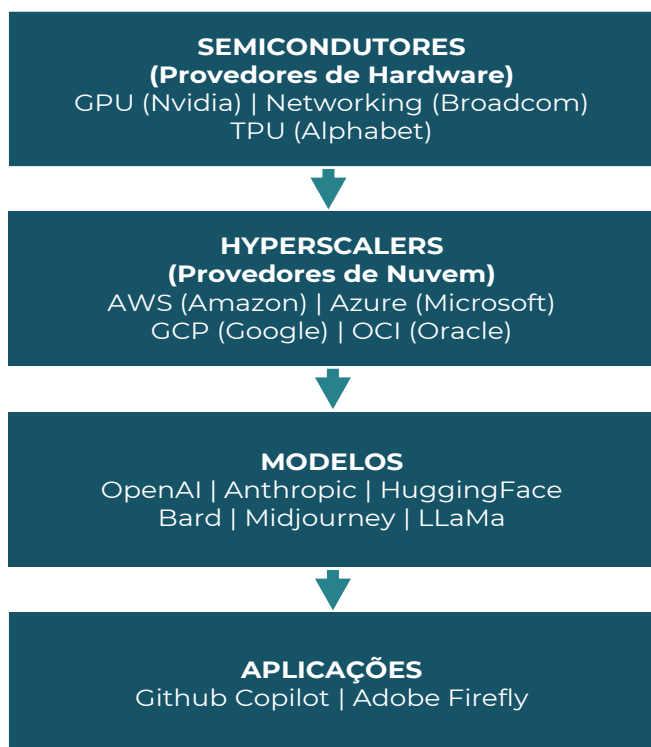 SEMICONDUTORES
(Provedores de Hardware)
GPU (Nvidia) | Networking (Broadcom)
TPU (Alphabet)
HYPERSCALERS
(Provedores de Nuvem)
AWS (Amazon) | Azure (Microsoft)
GCP (Google) | OCI (Oracle)
MODELOS
OpenAI | Anthropic | HuggingFace
Bard | Midjourney | LLaMa
APLICAÇÕES
Github Copilot | Adobe Firefly